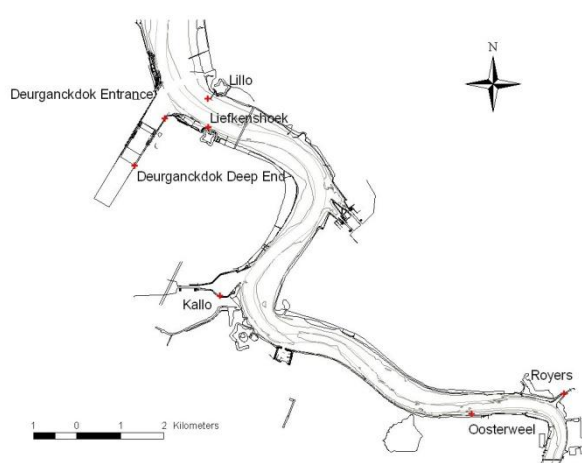 N
Lillo
Deurganckdok Entrance
Liefkenshoek
Deurganckdok Deep End
Kallo
Royers
Oosterweel
1 0 1 2 Kilometers